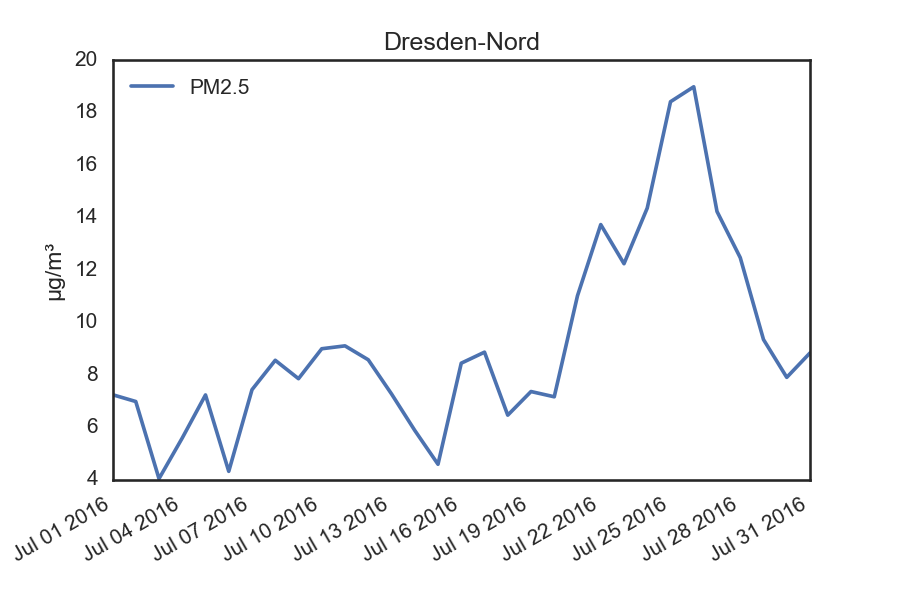 Dresden-Nord
20
18
16
14
12
10
8
6
4
µg/m³
PM2.5
Jul 01 2016
Jul 04 2016
Jul 07 2016
Jul 10 2016
Jul 13 2016
Jul 16 2016
Jul 19 2016
Jul 22 2016
Jul 25 2016
Jul 28 2016
Jul 31 2016